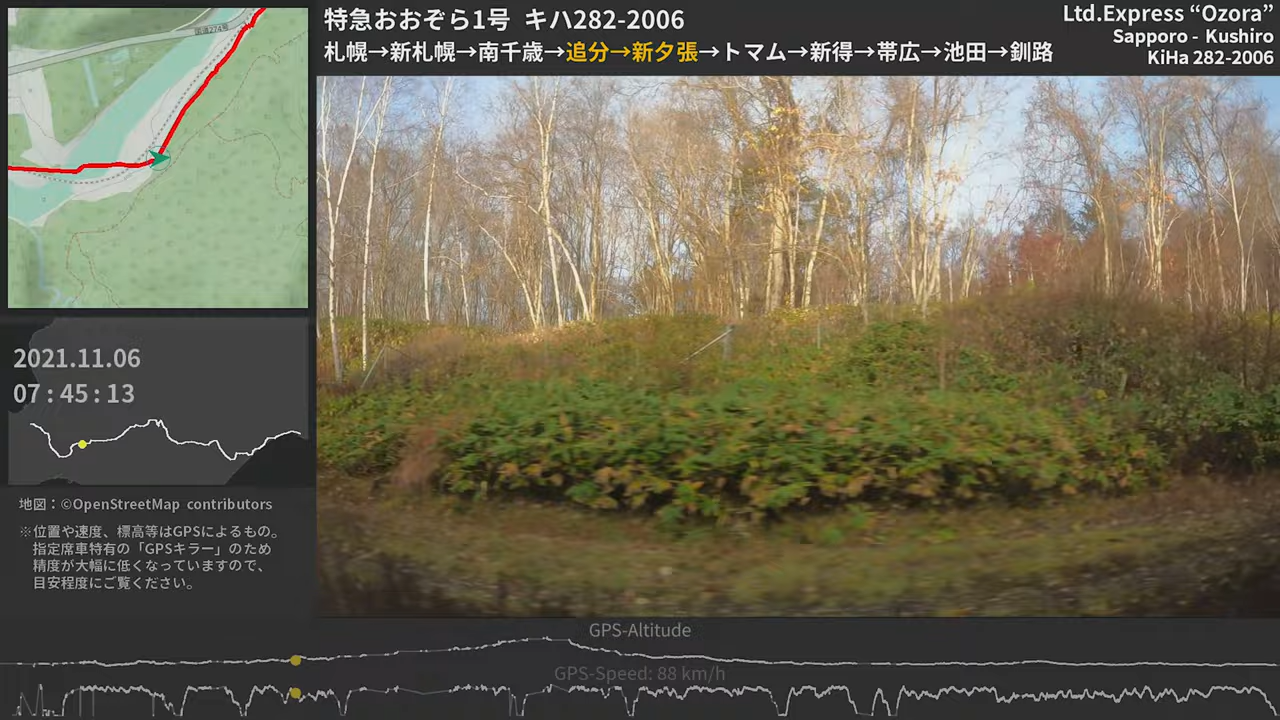 国道274号
特急おおぞら1号 キハ282-2006
札幌→新札幌→南千歳→追分→新夕張→トマム→新得→帯広→池田→釧路
Ltd.Express “Ozora”
Sapporo - Kushiro
KiHa 282-2006
2021.11.06
07:45:13
地図：©OpenStreetMap contributors
※位置や速度、標高等はGPSによるもの。
指定席車特有の「GPSキラー」のため
精度が大幅に低くなっていますので、
目安程度にご覧ください。
GPS-Altitude
GPS-Speed: 88 km/h